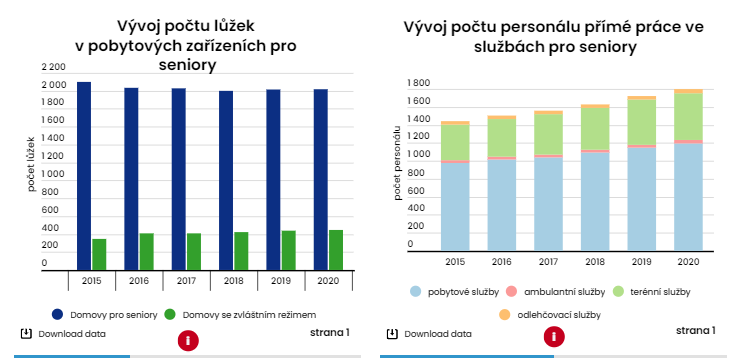 Vývoj počtu lůžek
v pobytových zařízeních pro
seniory
2 200
2 000
1 800
1 600
1 400
1 200
1 000
800
600
400
200
0
počet lůžek
2015
2016
2017
2018
2019
2020
Domovy pro seniory
Domovy se zvláštním režimem
Download data
i
strana 1
Vývoj počtu personálu přímé práce ve
službách pro seniory
1 800
1 600
1 400
1 200
1 000
800
600
400
200
0
počet personálu
2015
2016
2017
2018
2019
2020
pobytové služby
ambulantní služby
terénní služby
odlehčovací služby
Download data
i
strana 1